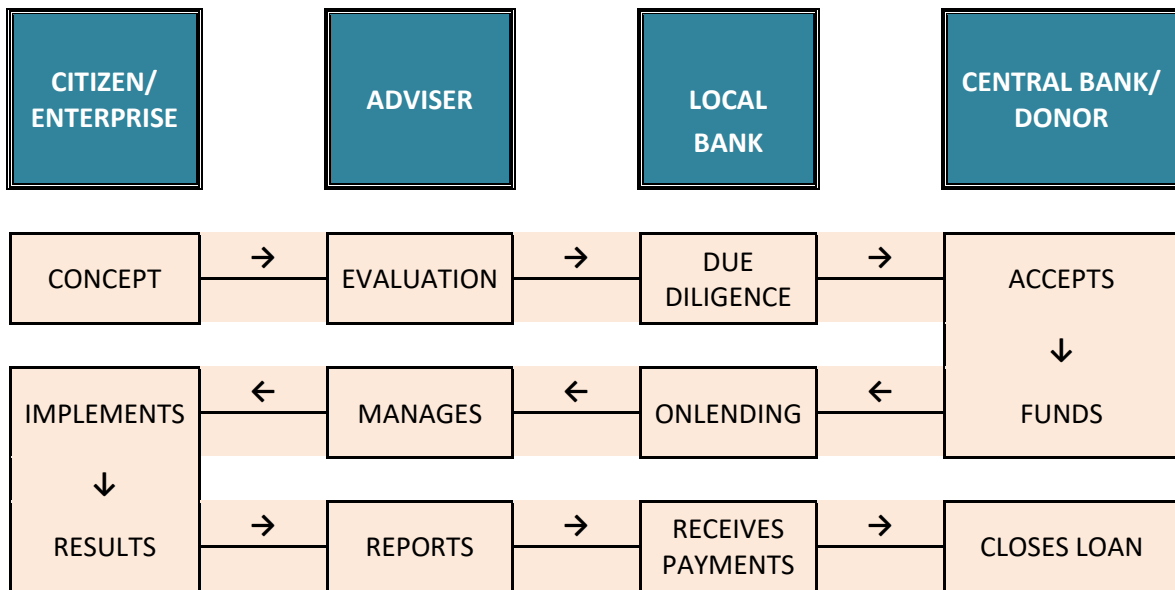 CITIZEN/
ENTERPRISE
ADVISER
LOCAL
BANK
CENTRAL BANK/
DONOR
CONCEPT
→
EVALUATION
→
DUE
DILIGENCE
→
ACCEPTS
↓
IMPLEMENTS
←
MANAGES
←
ONLENDING
←
FUNDS
↓
RESULTS
→
REPORTS
→
RECEIVES
PAYMENTS
→
CLOSES LOAN